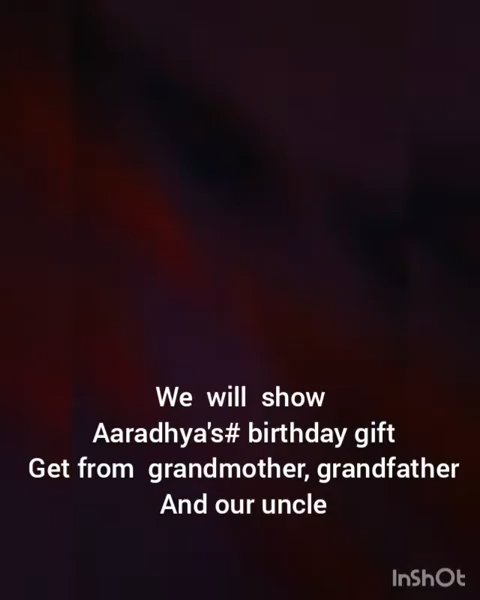 We will show
Aaradhya's# birthday gift
Get from grandmother, grandfather
And our uncle
InShOt